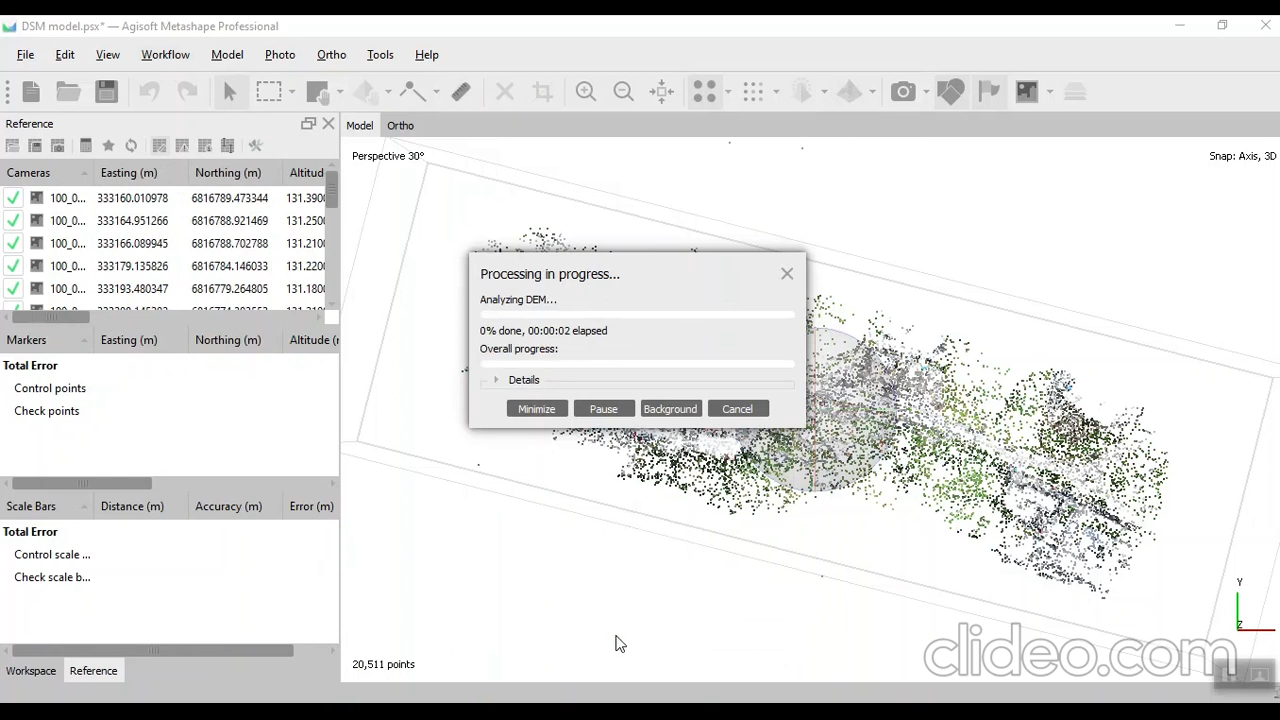 DSM model.psx* — Agisoft Metashape Professional
File Edit View Workflow Model Photo Ortho Tools Help
Reference
Model Ortho
Perspective 30°
Snap: Axis, 3D
Cameras Easting (m) Northing (m) Altitud
100_0... 333160.010978 6816789.473344 131.3900
100_0... 333164.951266 6816788.921469 131.2500
100_0... 333166.089945 6816788.702788 131.2100
100_0... 333179.135826 6816784.146033 131.2200
100_0... 333193.480347 6816779.264805 131.1800
Markers Easting (m) Northing (m) Altitude (r
Total Error
Control points
Check points
Scale Bars Distance (m) Accuracy (m) Error (m)
Total Error
Control scale ...
Check scale b...
Workspace Reference
Processing in progress...
Analyzing DEM...
0% done, 00:00:02 elapsed
Overall progress:
Details
Minimize Pause Background Cancel
20,511 points
Y
Z
clideo.com